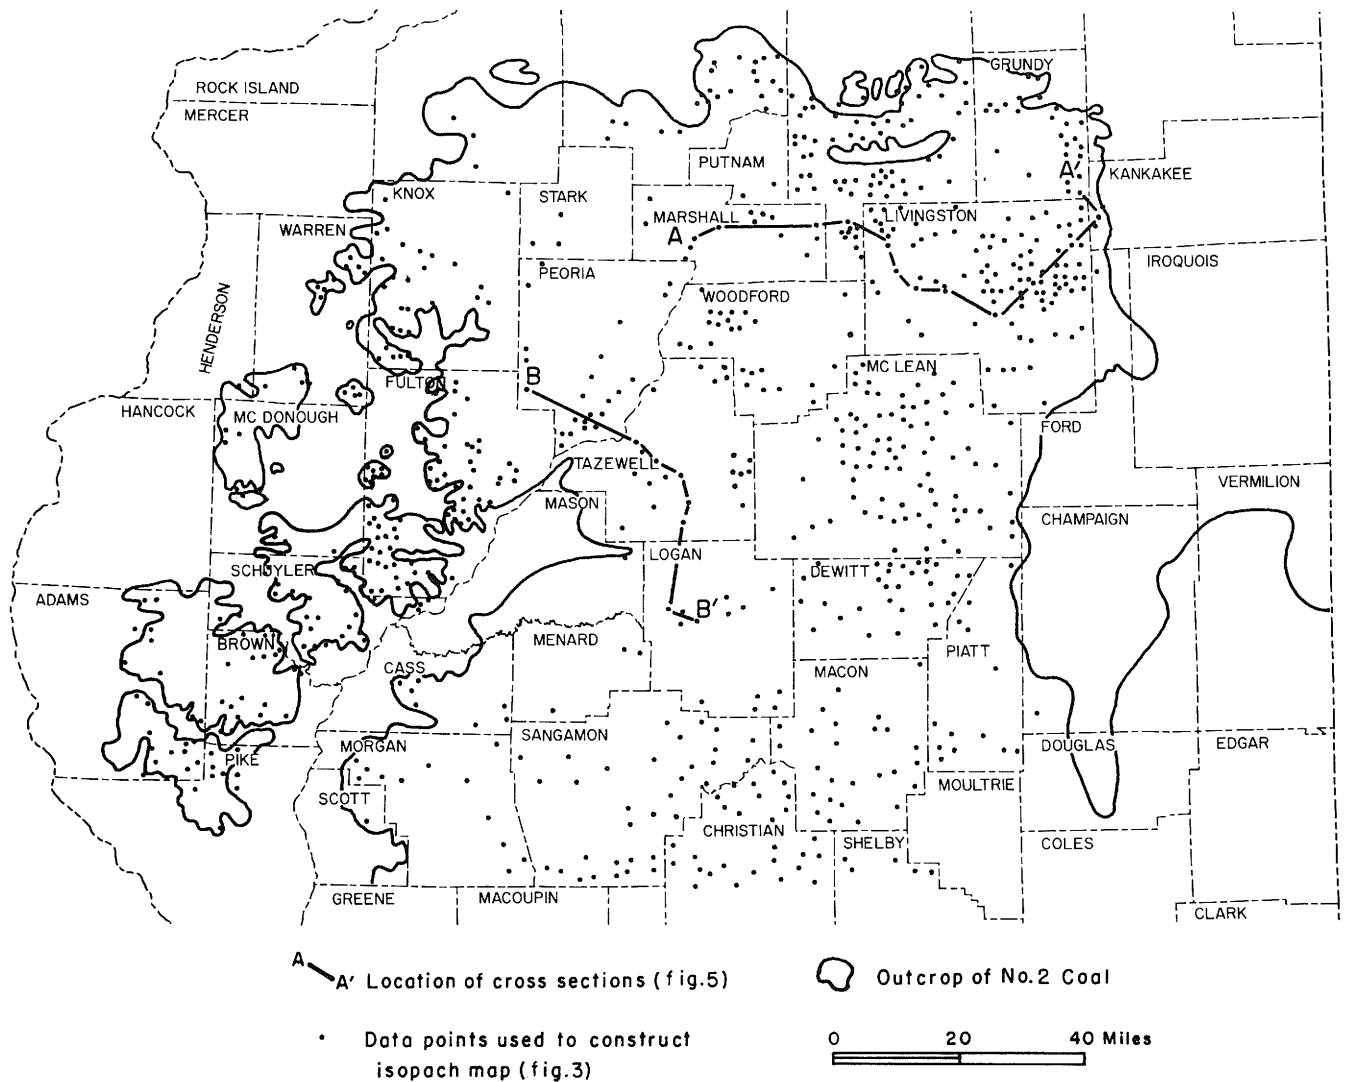 GRUNDY
ROCK ISLAND
MERCER
PUTNAM
A'
KANKAKEE
KNOX
STARK
MARSHALL
LIVINGSTON
WARREN
A
IROQUOIS
PEORIA
HENDERSON
WOODFORD
MC LEAN
FULTON
B
HANCOCK
MC DONOUGH
FORD
TAZEWELL
VERMILION
MASON
CHAMPAIGN
LOGAN
SCHUYLER
DEWITT
ADAMS
B'
BROWN
MENARD
PIATT
CASS
MACON
SANGAMON
MORGAN
DOUGLAS
EDGAR
PIKE
MOULTRIE
SCOTT
CHRISTIAN
SHELBY
COLES
GREENE
MACOUPIN
CLARK
A
A' Location of cross sections (fig.5)
Outcrop of No.2 Coal
Data points used to construct
isopach map (fig.3)
0 20 40 Miles